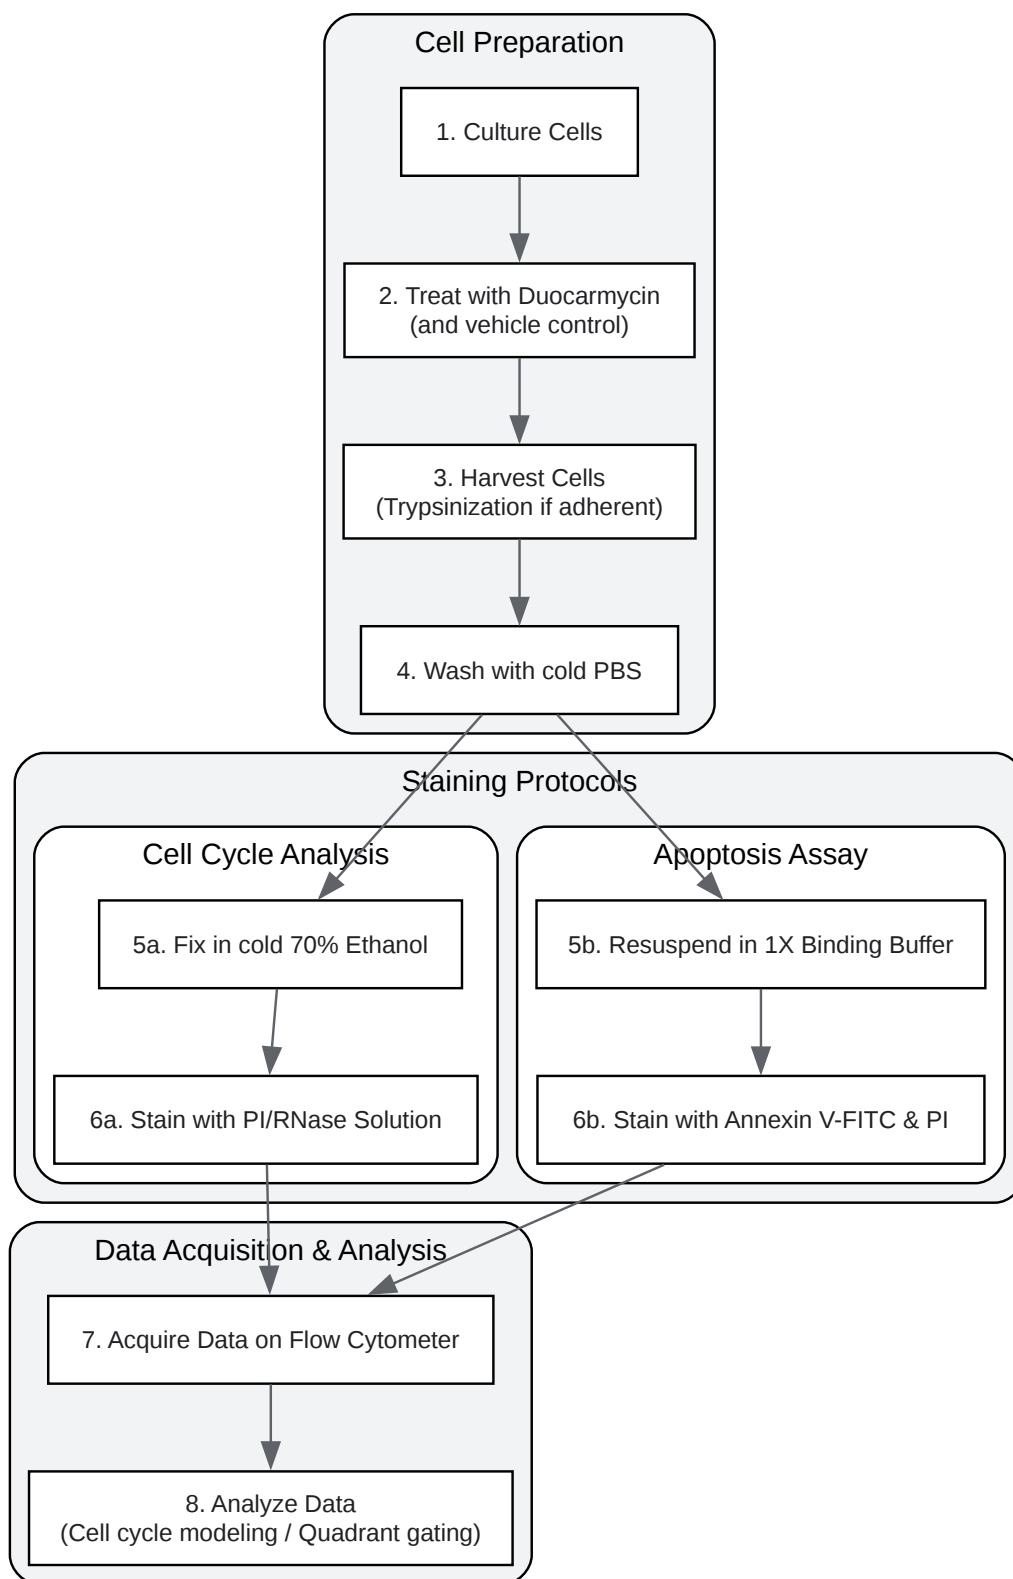 Cell Preparation
1. Culture Cells
2. Treat with Duocarmycin
(and vehicle control)
3. Harvest Cells
(Trypsinization if adherent)
4. Wash with cold PBS
Staining Protocols
Cell Cycle Analysis
5a. Fix in cold 70% Ethanol
6a. Stain with PI/RNase Solution
Apoptosis Assay
5b. Resuspend in 1X Binding Buffer
6b. Stain with Annexin V-FITC & PI
Data Acquisition & Analysis
7. Acquire Data on Flow Cytometer
8. Analyze Data
(Cell cycle modeling / Quadrant gating)